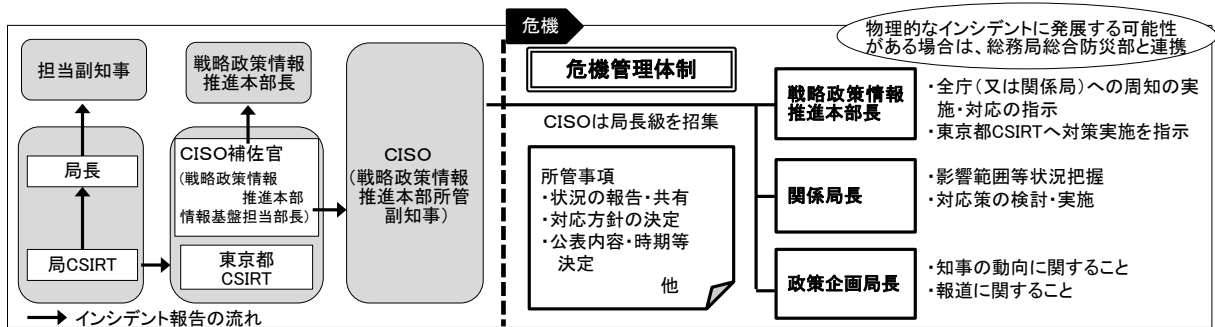 担当副知事
戦略政策情報
推進本部長
局長
局CSIRT
CISO補佐官
(戦略政策情報
推進本部
情報基盤担当部長)
東京都
CSIRT
CISO
(戦略政策情報
推進本部所管
副知事)
インシデント報告の流れ
危機
危機管理体制
CISOは局長級を招集
所管事項
・状況の報告・共有
・対応方針の決定
・公表内容・時期等
決定
他
物理的なインシデントに発展する可能性
がある場合は、総務局総合防災部と連携
戦略政策情報
推進本部長
・全庁(又は関係局)への周知の実
施・対応の指示
・東京都CSIRTへ対策実施を指示
関係局長
・影響範囲等状況把握
・対応策の検討・実施
政策企画局長
・知事の動向に関すること
・報道に関すること